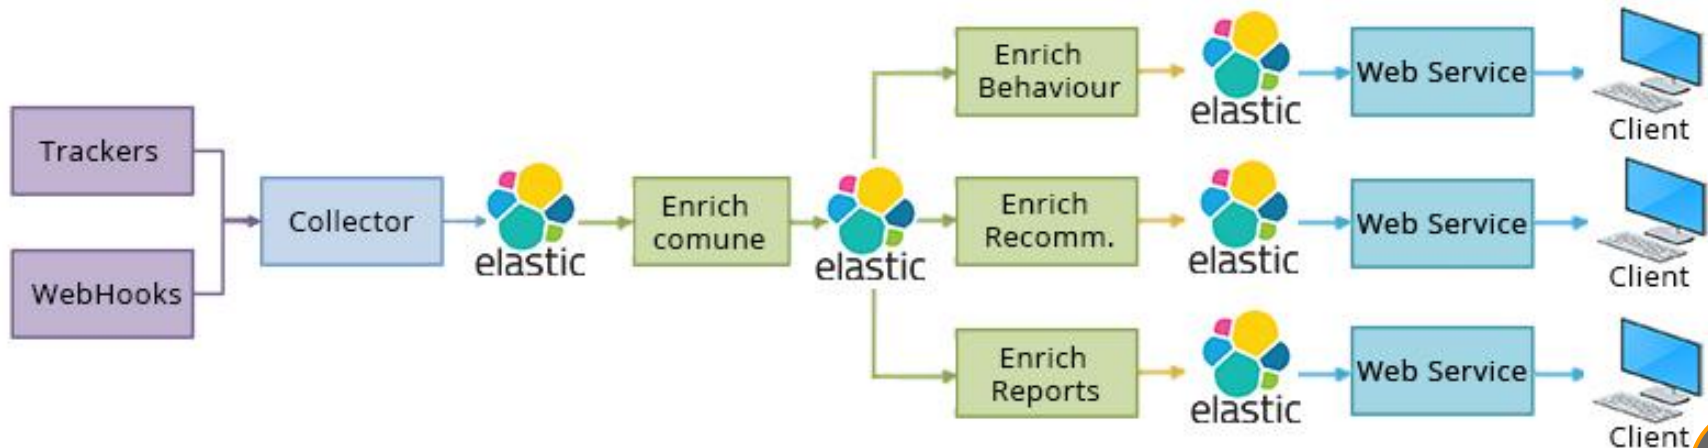 Trackers
WebHooks
Collector
elastic
Enrich
comune
elastic
Enrich
Behaviour
elastic
Web Service
Client
Enrich
Recomm.
elastic
Web Service
Client
Enrich
Reports
elastic
Web Service
Client